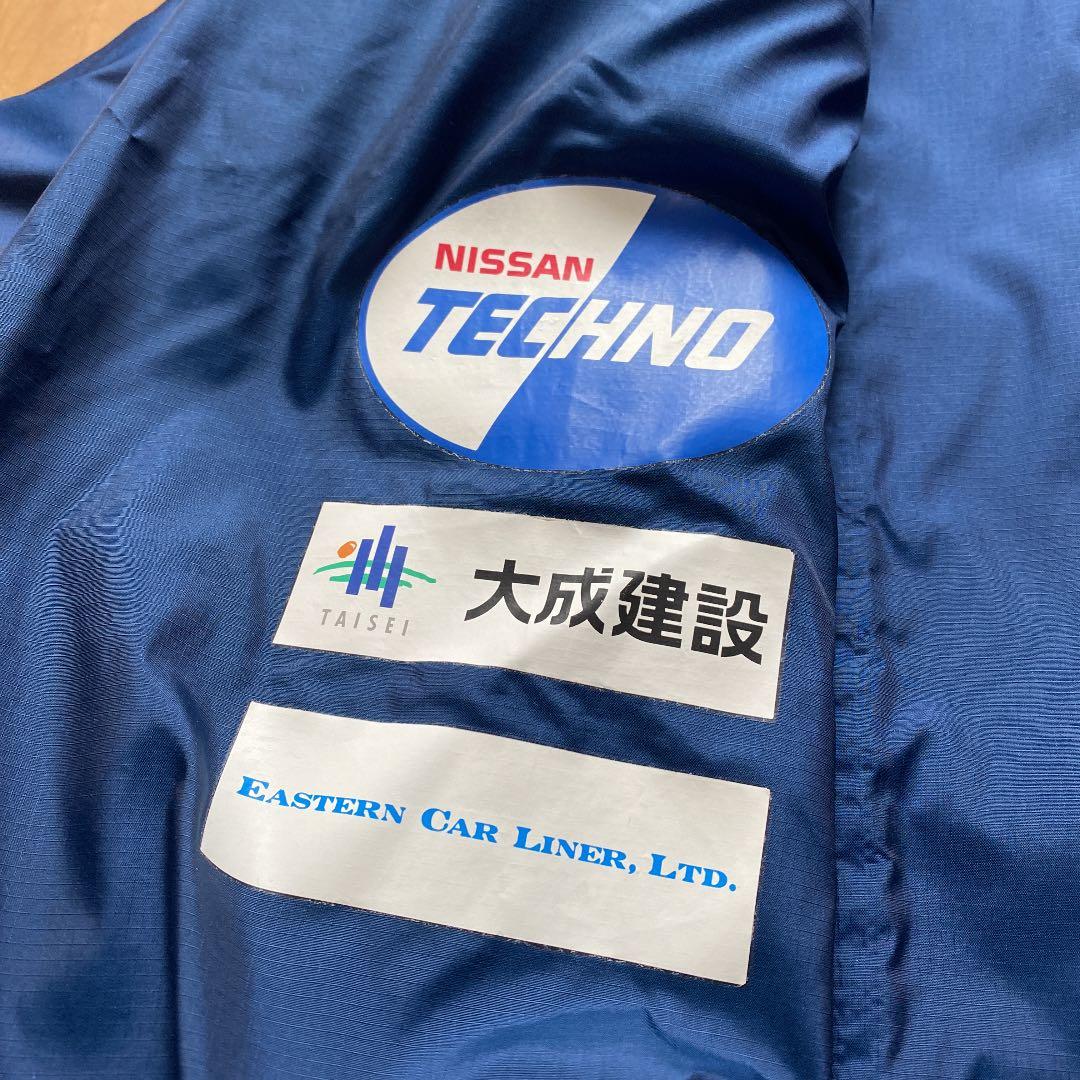 NISSAN
TECHNO
TAISEI
大成建設
EASTERN CAR LINER, LTD.